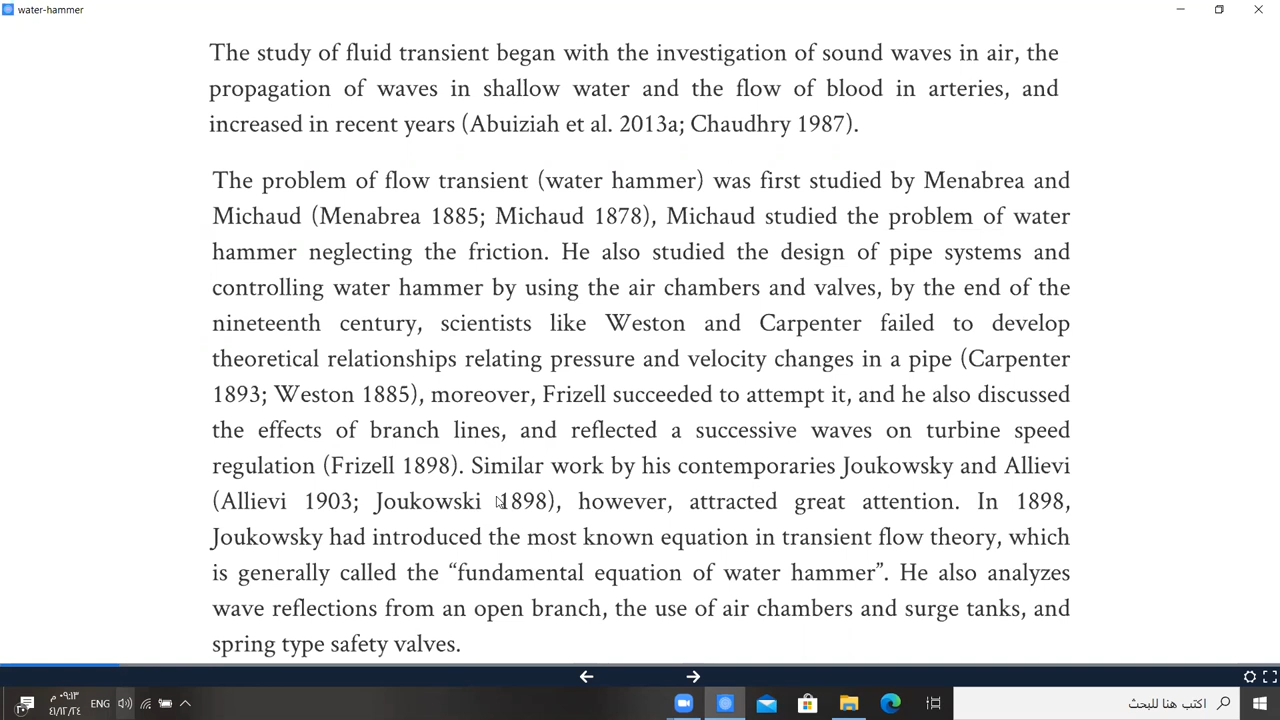 water-hammer
The study of fluid transient began with the investigation of sound waves in air, the
propagation of waves in shallow water and the flow of blood in arteries, and
increased in recent years (Abuiziah et al. 2013a; Chaudhry 1987).
The problem of flow transient (water hammer) was first studied by Menabrea and
Michaud (Menabrea 1885; Michaud 1878), Michaud studied the problem of water
hammer neglecting the friction. He also studied the design of pipe systems and
controlling water hammer by using the air chambers and valves, by the end of the
nineteenth century, scientists like Weston and Carpenter failed to develop
theoretical relationships relating pressure and velocity changes in a pipe (Carpenter
1893; Weston 1885), moreover, Frizell succeeded to attempt it, and he also discussed
the effects of branch lines, and reflected a successive waves on turbine speed
regulation (Frizell 1898). Similar work by his contemporaries Joukowsky and Allievi
(Allievi 1903; Joukowski 1898), however, attracted great attention. In 1898,
Joukowsky had introduced the most known equation in transient flow theory, which
is generally called the “fundamental equation of water hammer”. He also analyzes
wave reflections from an open branch, the use of air chambers and surge tanks, and
spring type safety valves.
٠٩:١٣ م
ENG
اكتب هنا للبحث